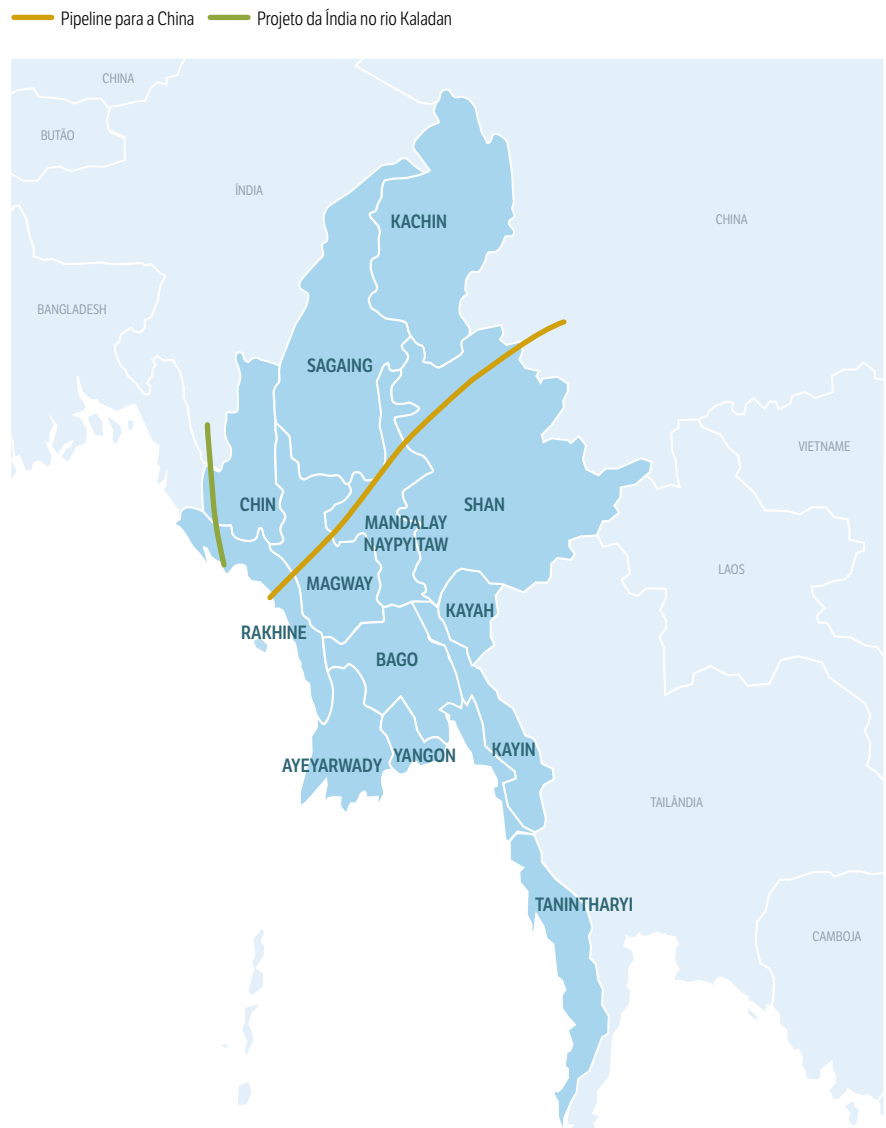 Pipeline para a China Projeto da Índia no rio Kaladan
CHINA
BUTÃO
ÍNDIA
KACHIN
CHINA
BANGLADESH
SAGAING
VIETNAME
CHIN
SHAN
MANDALAY
NAYPYITAW
LAOS
MAGWAY
KAYAH
RAKHINE
BAGO
KAYIN
YANGON
AYEYARWADY
TAILÂNDIA
TANINTHARYI
CAMBOJA